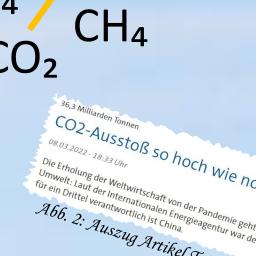 4
CH₄
CO₂
36,3 Milliarden Tonnen
CO2-Ausstoß so hoch wie
08.03.2022 - 18:33 Uhr
Die Erholung der Weltwirtschaft von der Pandemie geht
Umwelt: Laut der Internationalen Energieagentur war de
für ein Drittel verantwortlich ist China.
Abb. 2: Auszug Artikel